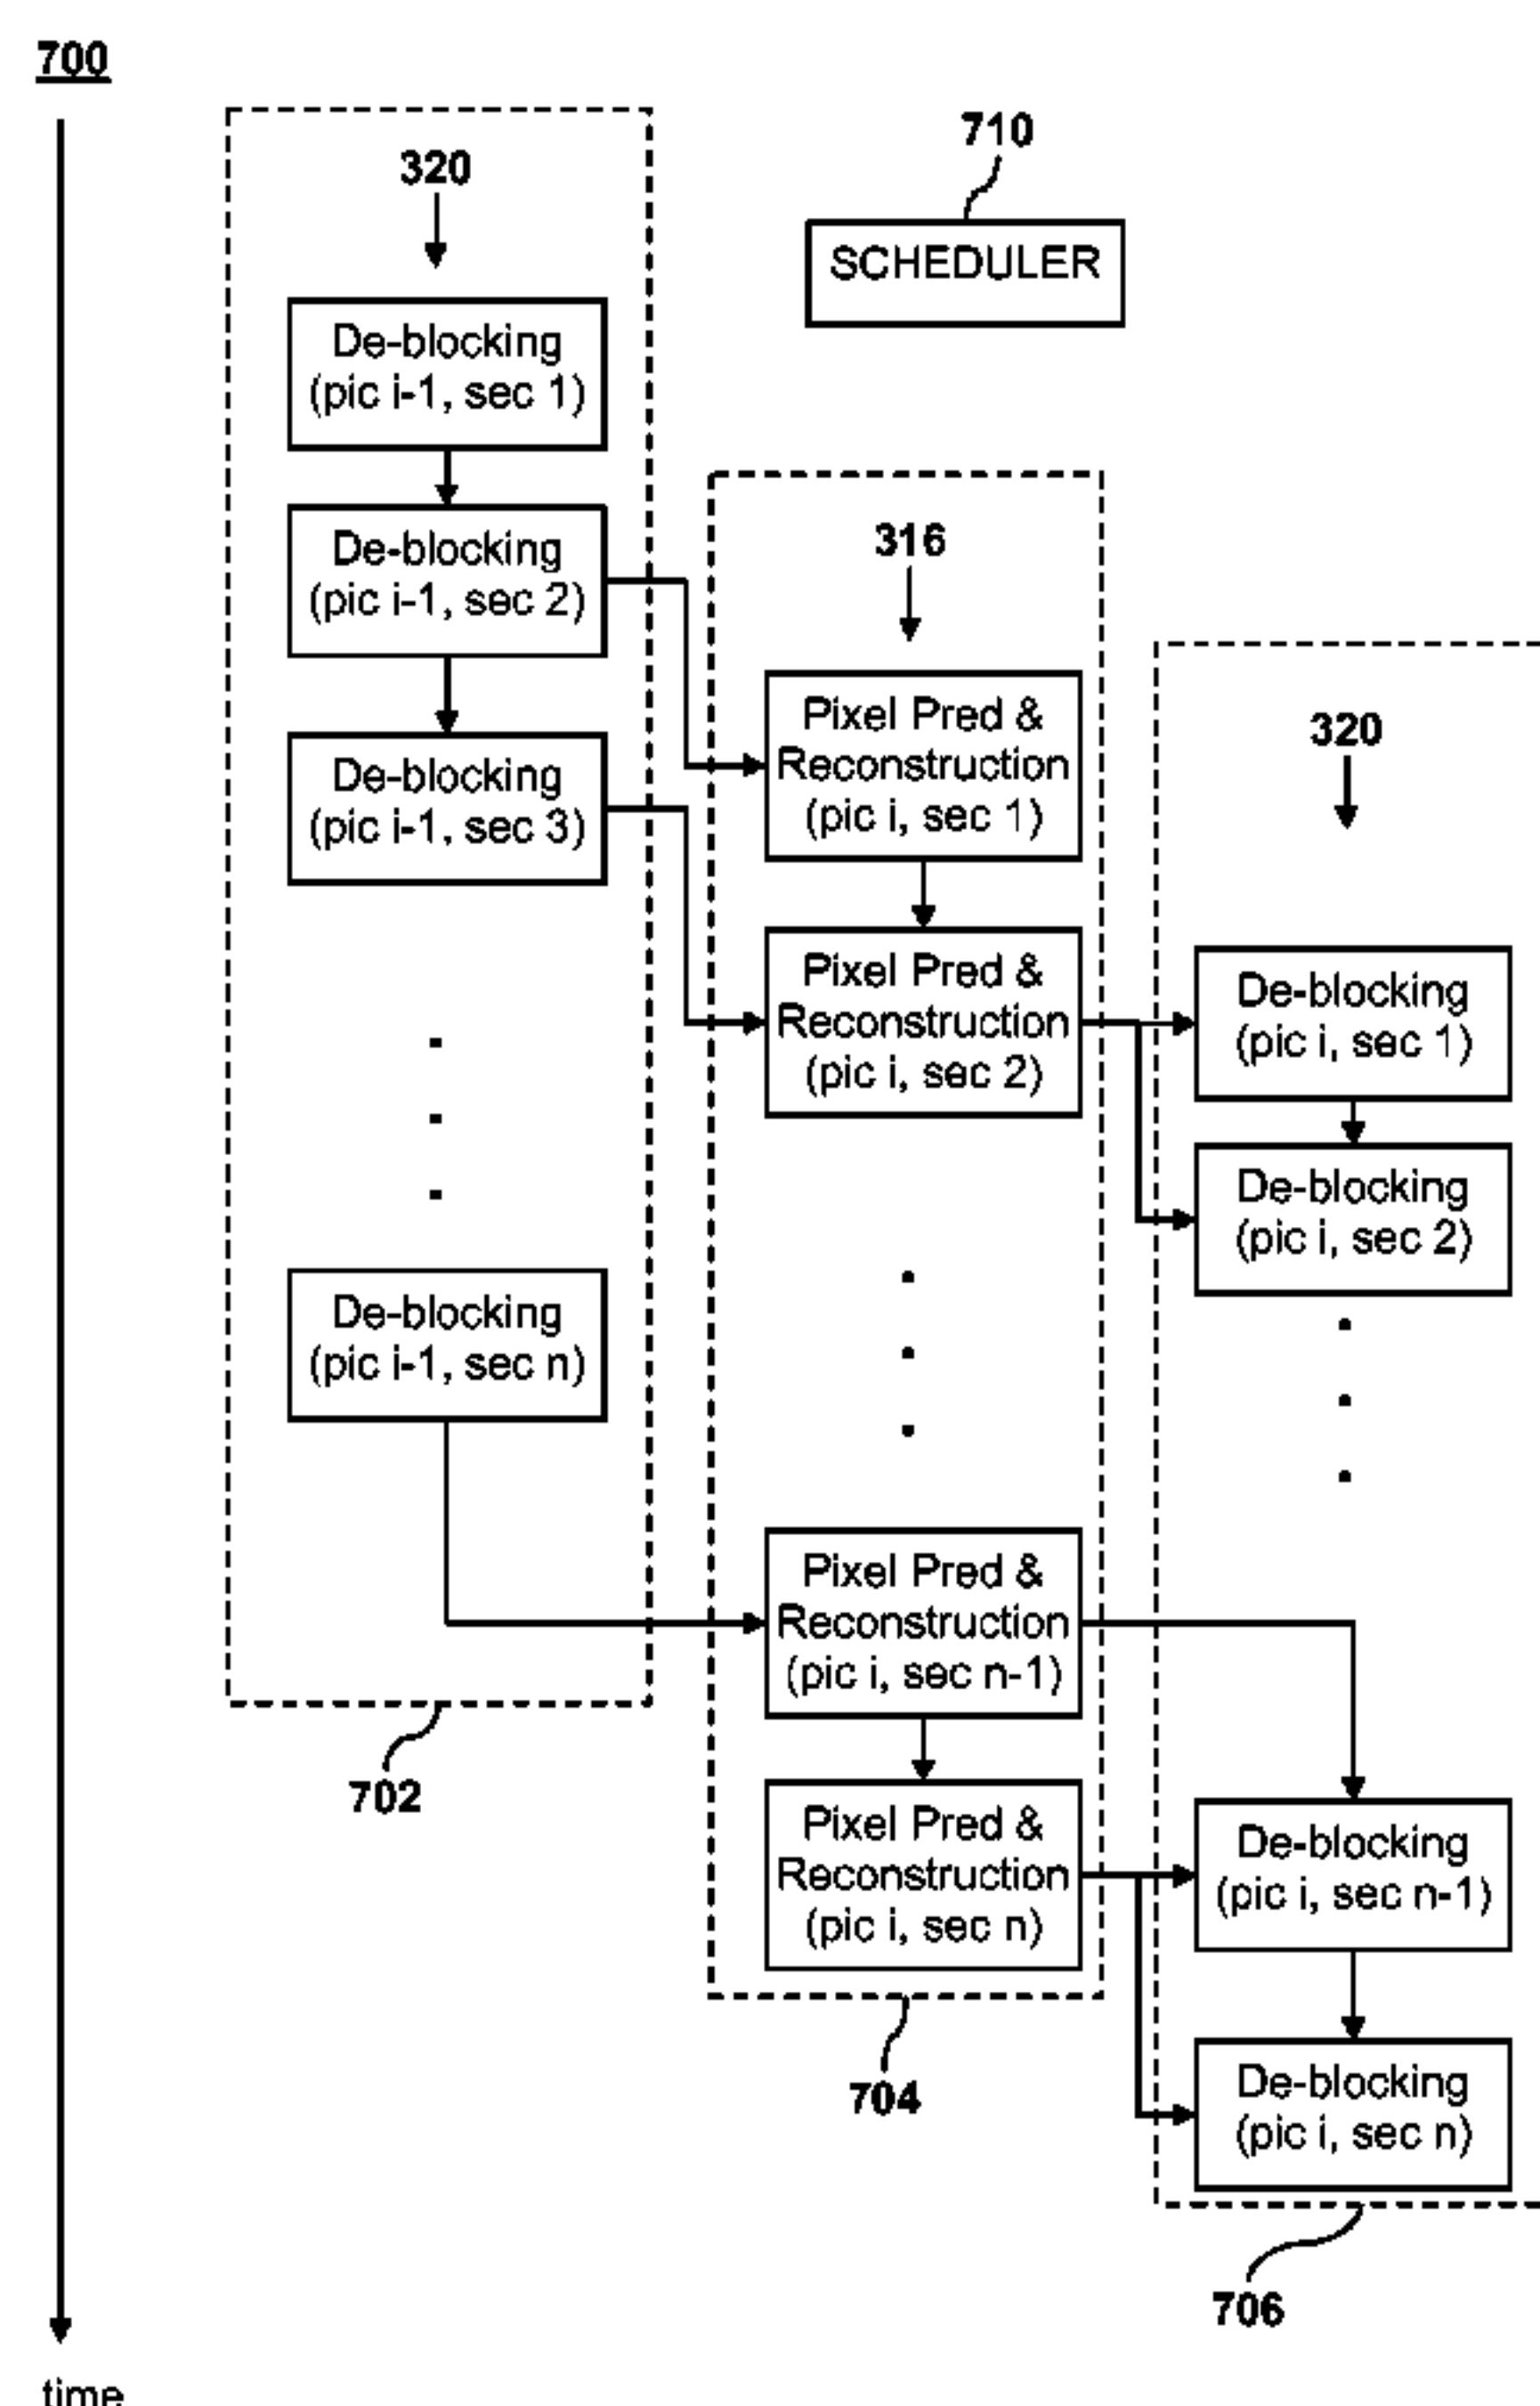 700
320
710
SCHEDULER
De-blocking
(pic i-1, sec 1)
De-blocking
(pic i-1, sec 2)
De-blocking
(pic i-1, sec 3)
De-blocking
(pic i-1, sec n)
702
316
Pixel Pred &
Reconstruction
(pic i, sec 1)
Pixel Pred &
Reconstruction
(pic i, sec 2)
Pixel Pred &
Reconstruction
(pic i, sec n-1)
Pixel Pred &
Reconstruction
(pic i, sec n)
704
320
De-blocking
(pic i, sec 1)
De-blocking
(pic i, sec 2)
De-blocking
(pic i, sec n-1)
De-blocking
(pic i, sec n)
706
time